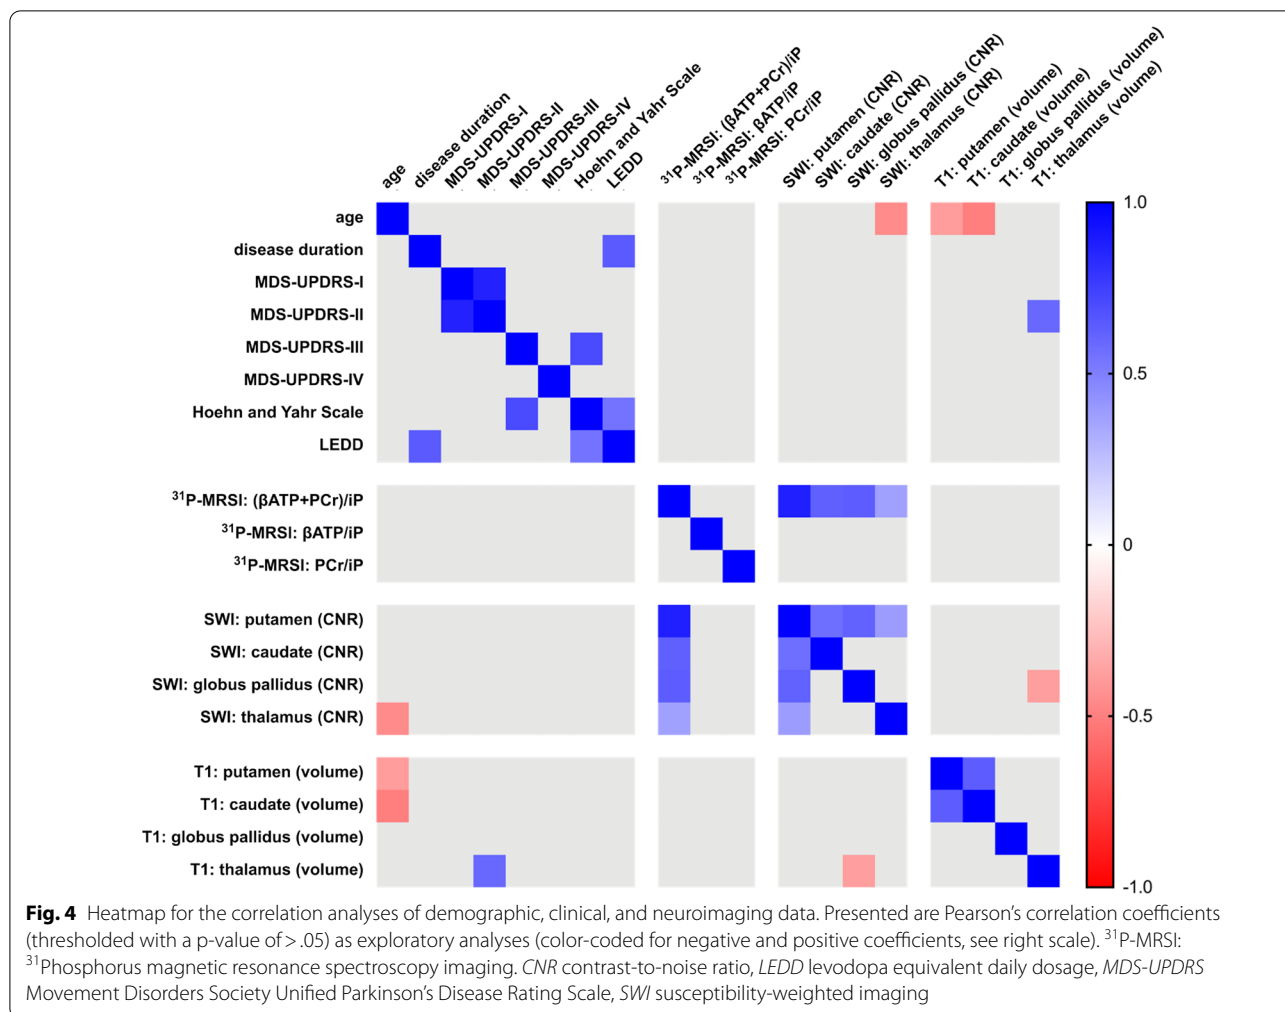 age
disease duration
MDS-UPDRS-I
MDS-UPDRS-II
MDS-UPDRS-III
MDS-UPDRS-IV
Hoehn and Yahr Scale
LEDD
³¹P-MRSI: (βATP+PCr)/iP
³¹P-MRSI: βATP/iP
³¹P-MRSI: PCr/iP
SWI: putamen (CNR)
SWI: caudate (CNR)
SWI: globus pallidus (CNR)
SWI: thalamus (CNR)
T1: putamen (volume)
T1: caudate (volume)
T1: globus pallidus (volume)
T1: thalamus (volume)
age
disease duration
MDS-UPDRS-I
MDS-UPDRS-II
MDS-UPDRS-III
MDS-UPDRS-IV
Hoehn and Yahr Scale
LEDD
³¹P-MRSI: (βATP+PCr)/iP
³¹P-MRSI: βATP/iP
³¹P-MRSI: PCr/iP
SWI: putamen (CNR)
SWI: caudate (CNR)
SWI: globus pallidus (CNR)
SWI: thalamus (CNR)
T1: putamen (volume)
T1: caudate (volume)
T1: globus pallidus (volume)
T1: thalamus (volume)
1.0
0.5
0
-0.5
-1.0
Fig. 4 Heatmap for the correlation analyses of demographic, clinical, and neuroimaging data. Presented are Pearson's correlation coefficients
(thresholded with a p-value of > .05) as exploratory analyses (color-coded for negative and positive coefficients, see right scale). ³¹P-MRSI:
³¹Phosphorus magnetic resonance spectroscopy imaging. CNR contrast-to-noise ratio, LEDD levodopa equivalent daily dosage, MDS-UPDRS
Movement Disorders Society Unified Parkinson's Disease Rating Scale, SWI susceptibility-weighted imaging